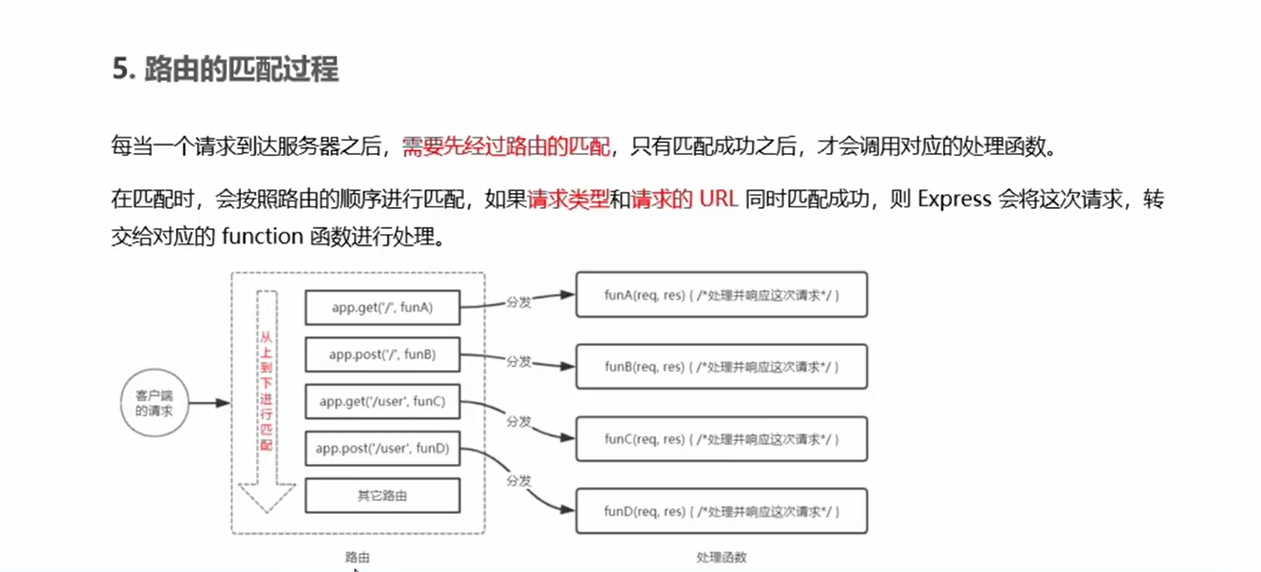 5. 路由的匹配过程
每当一个请求到达服务器之后，需要先经过路由的匹配，只有匹配成功之后，才会调用对应的处理函数。
在匹配时，会按照路由的顺序进行匹配，如果请求类型和请求的 URL 同时匹配成功，则 Express 会将这次请求，转
交给对应的 function 函数进行处理。
客户端
的请求
从上到下进行匹配
app.get('/', funA)
app.post('/', funB)
app.get('/user', funC)
app.post('/user', funD)
其它路由
路由
分发
分发
分发
分发
funA(req, res) { /*处理并响应这次请求*/ }
funB(req, res) { /*处理并响应这次请求*/ }
funC(req, res) { /*处理并响应这次请求*/ }
funD(req, res) { /*处理并响应这次请求*/ }
处理函数